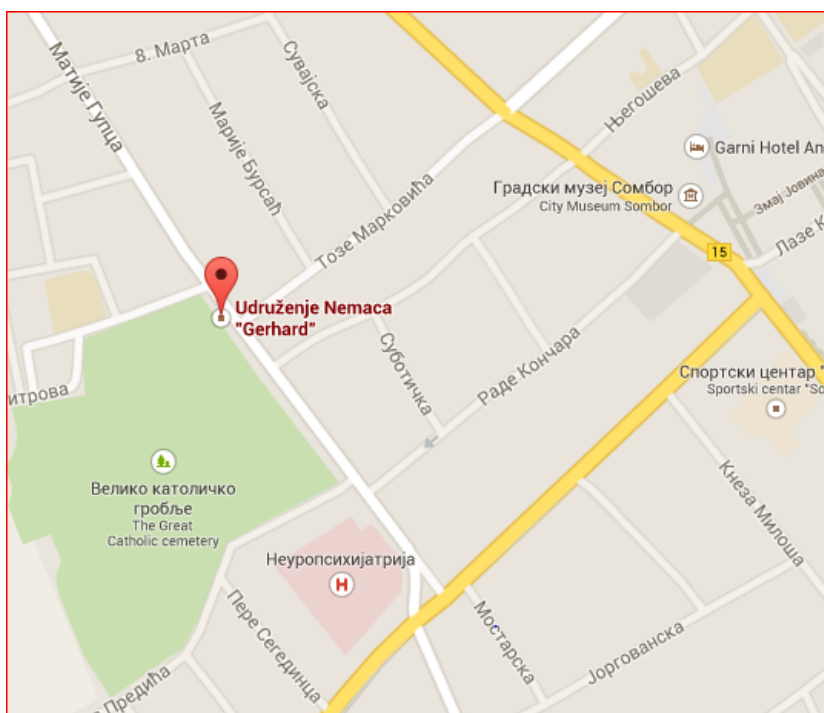 8. Марта
Сувајска
Матије Гупца
Његошева
Марије Бурсаћ
Garni Hotel An
Градски музеј Сомбор
City Museum Sombor
Змај Јовина
Тозе Марковића
Лазе К
15
Udruženje Nemaca
"Gerhard"
Суботичка
Раде Кончара
Спортски центар "
Sportski centar "So
итрова
Кнеза Милоша
Велико католичко
гробље
The Great
Catholic cemetery
Неуропсихијатрија
H
Пере Сегединца
Мостарска
Јоргованска
Предића